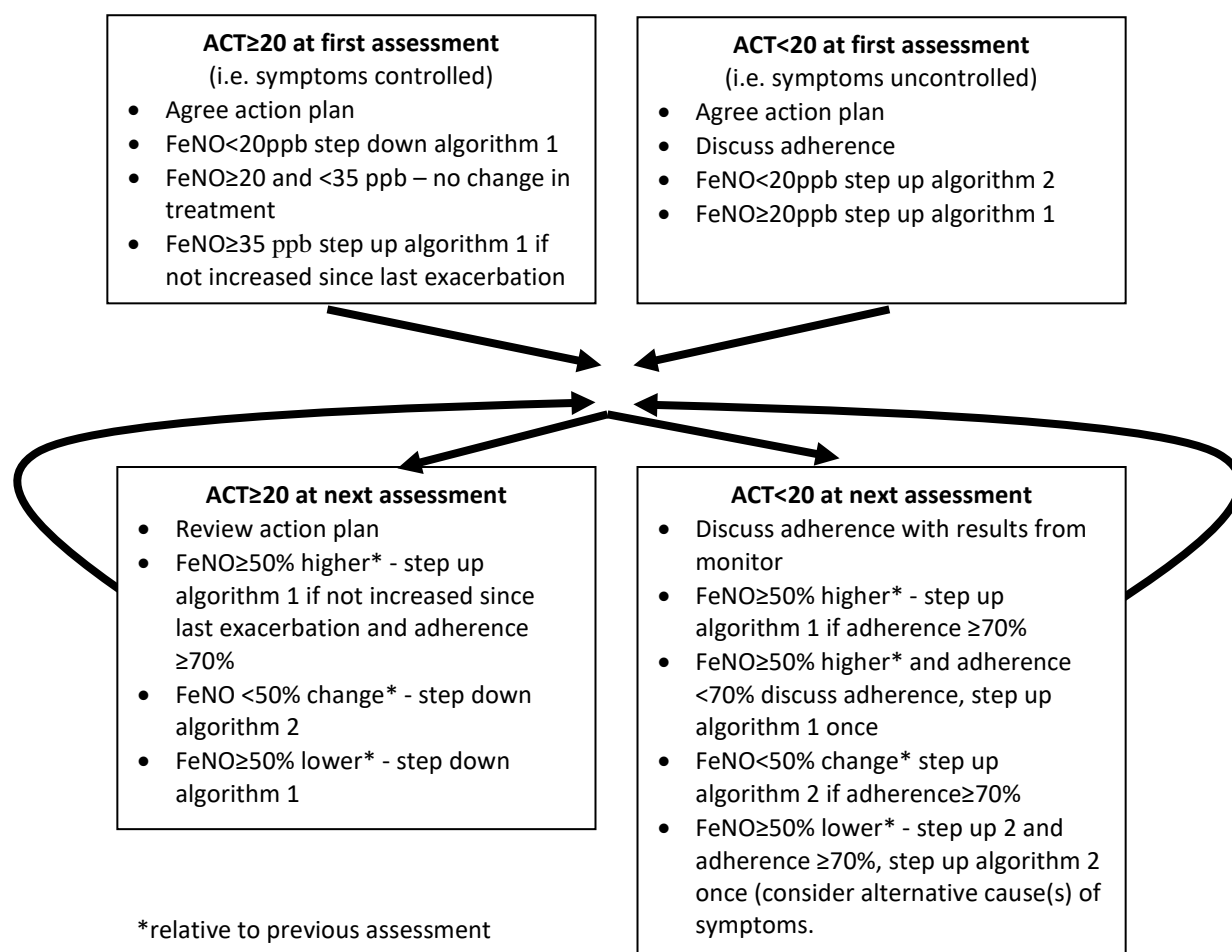 ACT≥20 at first assessment
(i.e. symptoms controlled)
• Agree action plan
• FeNO<20ppb step down algorithm 1
• FeNO≥20 and <35 ppb – no change in
treatment
• FeNO≥35 ppb step up algorithm 1 if
not increased since last exacerbation
ACT<20 at first assessment
(i.e. symptoms uncontrolled)
• Agree action plan
• Discuss adherence
• FeNO<20ppb step up algorithm 2
• FeNO≥20ppb step up algorithm 1
ACT≥20 at next assessment
• Review action plan
• FeNO≥50% higher* - step up
algorithm 1 if not increased since
last exacerbation and adherence
≥70%
• FeNO <50% change* - step down
algorithm 2
• FeNO≥50% lower* - step down
algorithm 1
ACT<20 at next assessment
• Discuss adherence with results from
monitor
• FeNO≥50% higher* - step up
algorithm 1 if adherence ≥70%
• FeNO≥50% higher* and adherence
<70% discuss adherence, step up
algorithm 1 once
• FeNO<50% change* step up
algorithm 2 if adherence≥70%
• FeNO≥50% lower* - step up 2 and
adherence ≥70%, step up algorithm 2
once (consider alternative cause(s) of
symptoms.
*relative to previous assessment